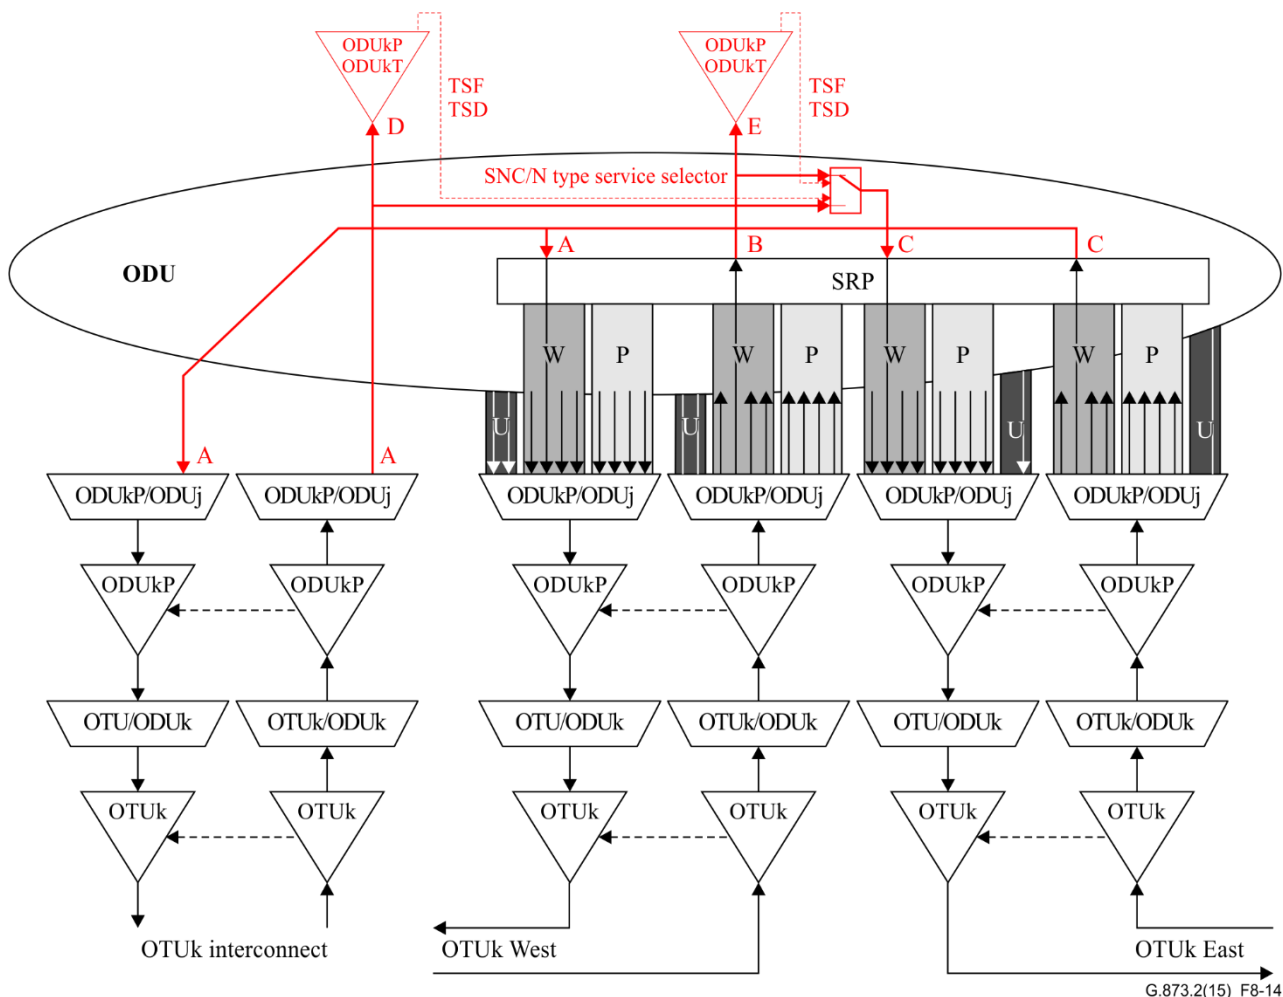 ODUkP
ODUkT
ODUkP
ODUkT
TSF
TSD
TSF
TSD
D
E
SNC/N type service selector
A
B
C
C
ODU
SRP
W
P
W
P
W
P
W
P
U
U
U
U
A
A
ODUkP/ODUj
ODUkP/ODUj
ODUkP/ODUj
ODUkP/ODUj
ODUkP/ODUj
ODUkP/ODUj
ODUkP
ODUkP
ODUkP
ODUkP
ODUkP
ODUkP
OTU/ODUk
OTUk/ODUk
OTU/ODUk
OTUk/ODUk
OTU/ODUk
OTUk/ODUk
OTUk
OTUk
OTUk
OTUk
OTUk
OTUk
OTUk interconnect
OTUk West
OTUk East
G.873.2(15)_F8-14